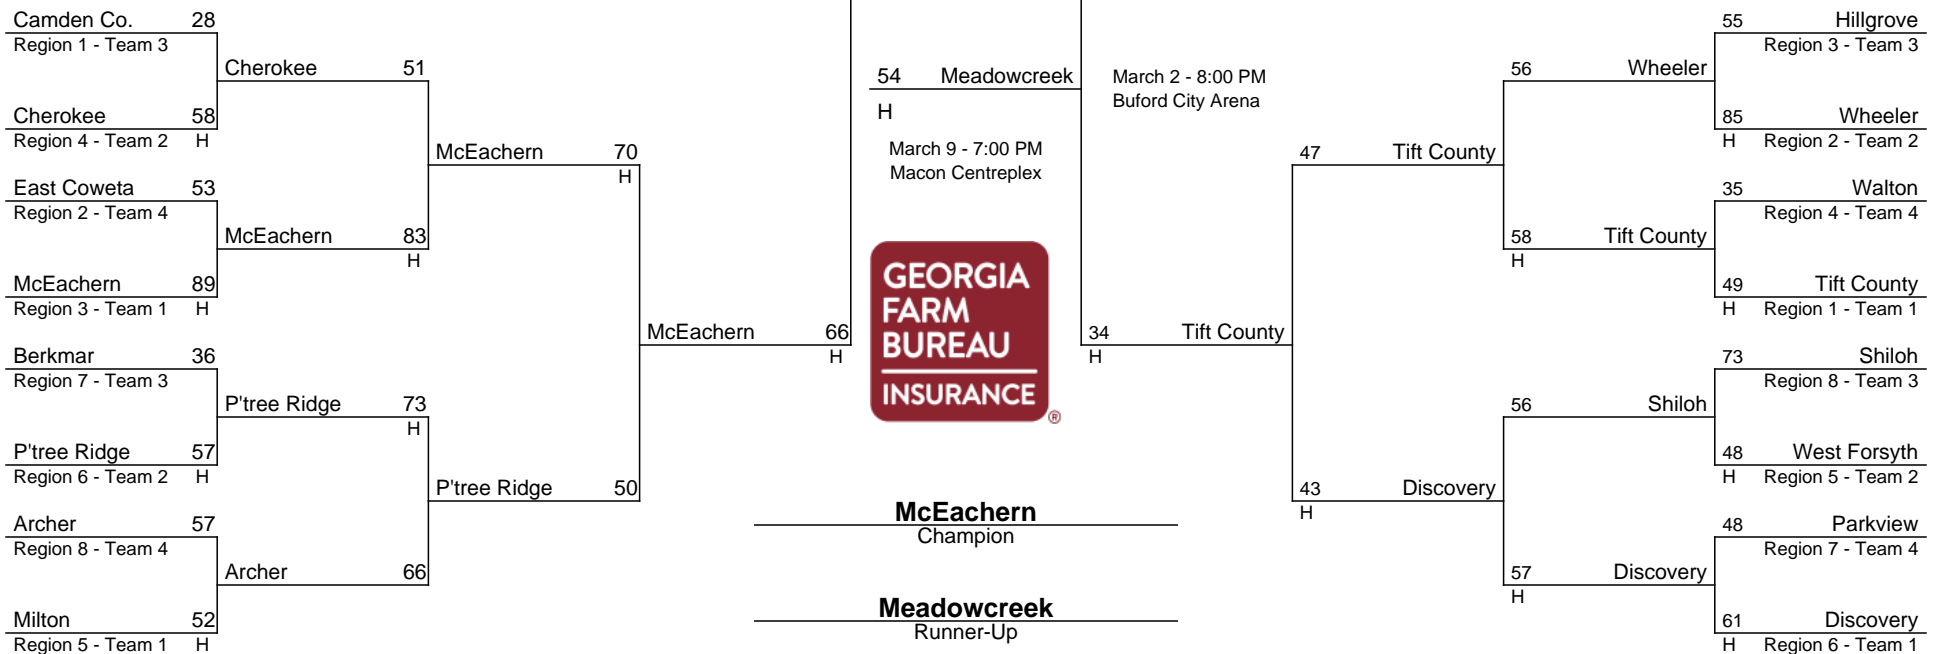 Camden Co. 28
Region 1 - Team 3
Cherokee 51
Cherokee 58
Region 4 - Team 2 H
McEachern 70
H
East Coweta 53
Region 2 - Team 4
McEachern 83
H
McEachern 89
Region 3 - Team 1 H
McEachern 66
H
Berkmar 36
Region 7 - Team 3
P'tree Ridge 73
H
P'tree Ridge 57
Region 6 - Team 2 H
P'tree Ridge 50
Archer 57
Region 8 - Team 4
Archer 66
Milton 52
Region 5 - Team 1 H
54 Meadowcreek
H
March 9 - 7:00 PM
Macon Centreplex
March 2 - 8:00 PM
Buford City Arena
GEORGIA
FARM
BUREAU
INSURANCE
®
McEachern
Champion
Meadowcreek
Runner-Up
34 Tift County
H
47 Tift County
43 Discovery
H
56 Wheeler
58 Tift County
H
56 Shiloh
57 Discovery
H
55 Hillgrove
Region 3 - Team 3
85 Wheeler
H Region 2 - Team 2
35 Walton
Region 4 - Team 4
49 Tift County
H Region 1 - Team 1
73 Shiloh
Region 8 - Team 3
48 West Forsyth
H Region 5 - Team 2
48 Parkview
Region 7 - Team 4
61 Discovery
H Region 6 - Team 1